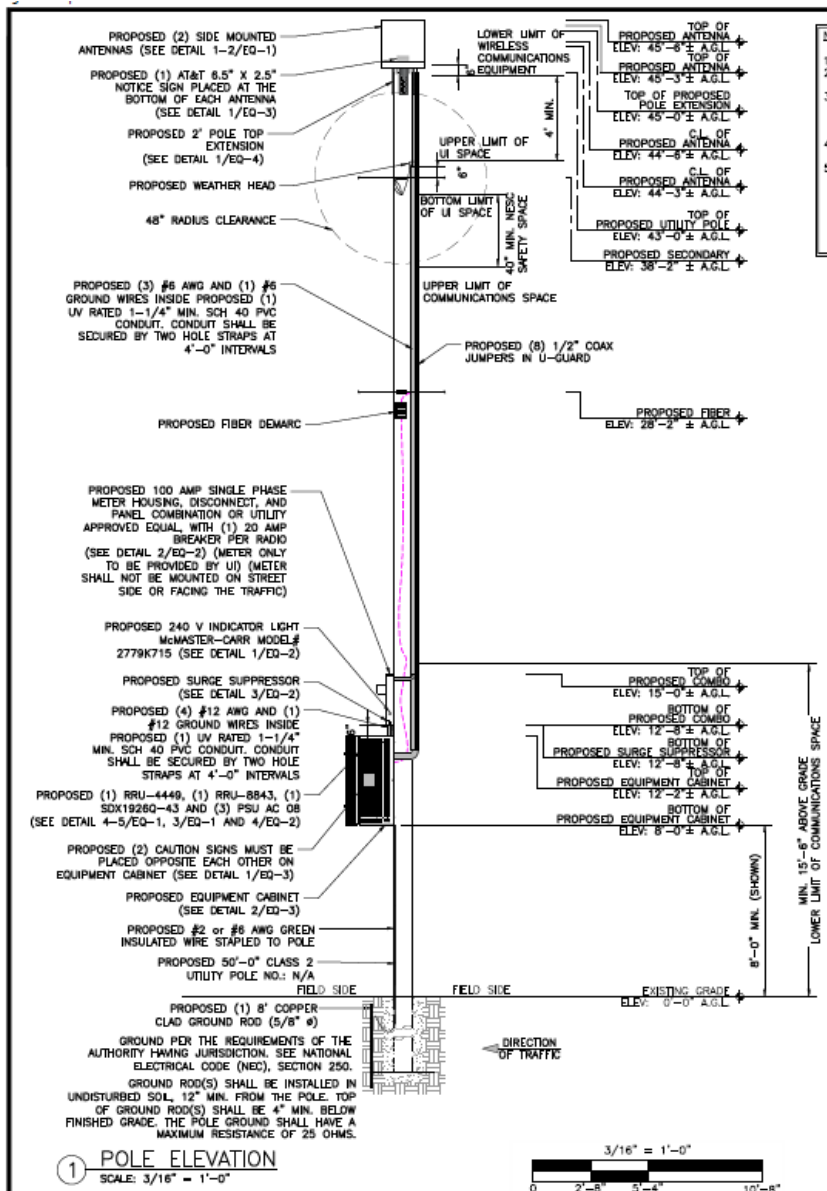 PROPOSED (2) SIDE MOUNTED
ANTENNAS (SEE DETAIL 1-2/EQ-1)
PROPOSED (1) AT&T 6.5" X 2.5"
NOTICE SIGN PLACED AT THE
BOTTOM OF EACH ANTENNA
(SEE DETAIL 1/EQ-3)
PROPOSED 2' POLE TOP
EXTENSION
(SEE DETAIL 1/EQ-4)
PROPOSED WEATHER HEAD
48" RADIUS CLEARANCE
PROPOSED (3) #6 AWG AND (1) #6
GROUND WIRES INSIDE PROPOSED (1)
UV RATED 1-1/4" MIN. SCH 40 PVC
CONDUIT. CONDUIT SHALL BE
SECURED BY TWO HOLE STRAPS AT
4'-0" INTERVALS
PROPOSED FIBER DEMARC
PROPOSED 100 AMP SINGLE PHASE
METER HOUSING, DISCONNECT, AND
PANEL COMBINATION OR UTILITY
APPROVED EQUAL, WITH (1) 20 AMP
BREAKER PER RADIO
(SEE DETAIL 2/EQ-2) (METER ONLY
TO BE PROVIDED BY UI) (METER
SHALL NOT BE MOUNTED ON STREET
SIDE OR FACING THE TRAFFIC)
PROPOSED 240 V INDICATOR LIGHT
McMASTER-CARR MODEL#
2779K715 (SEE DETAIL 1/EQ-2)
PROPOSED SURGE SUPPRESSOR
(SEE DETAIL 3/EQ-2)
PROPOSED (4) #12 AWG AND (1)
#12 GROUND WIRES INSIDE
PROPOSED (1) UV RATED 1-1/4"
MIN. SCH 40 PVC CONDUIT. CONDUIT
SHALL BE SECURED BY TWO HOLE
STRAPS AT 4'-0" INTERVALS
PROPOSED (1) RRU-4449, (1) RRU-8843, (1)
SDX1926Q-43 AND (3) PSU AC 08
(SEE DETAIL 4-5/EQ-1, 3/EQ-1 AND 4/EQ-2)
PROPOSED (2) CAUTION SIGNS MUST BE
PLACED OPPOSITE EACH OTHER ON
EQUIPMENT CABINET (SEE DETAIL 1/EQ-3)
PROPOSED EQUIPMENT CABINET
(SEE DETAIL 2/EQ-3)
PROPOSED #2 or #6 AWG GREEN
INSULATED WIRE STAPLED TO POLE
PROPOSED 50'-0" CLASS 2
UTILITY POLE NO.: N/A
FIELD SIDE
FIELD SIDE
PROPOSED (1) 8' COPPER
CLAD GROUND ROD (5/8" ø)
GROUND PER THE REQUIREMENTS OF THE
AUTHORITY HAVING JURISDICTION. SEE NATIONAL
ELECTRICAL CODE (NEC), SECTION 250.
GROUND ROD(S) SHALL BE INSTALLED IN
UNDISTURBED SOIL, 12" MIN. FROM THE POLE. TOP
OF GROUND ROD(S) SHALL BE 4" MIN. BELOW
FINISHED GRADE. THE POLE GROUND SHALL HAVE A
MAXIMUM RESISTANCE OF 25 OHMS.
LOWER LIMIT OF
WIRELESS
COMMUNICATIONS
EQUIPMENT
6"
4' MIN.
UPPER LIMIT OF
UI SPACE
6"
BOTTOM LIMIT
OF UI SPACE
40" MIN. NESC
SAFETY SPACE
UPPER LIMIT OF
COMMUNICATIONS SPACE
PROPOSED (8) 1/2" COAX
JUMPERS IN U-GUARD
6"
TOP OF
PROPOSED ANTENNA
ELEV: 45'-6" ± A.G.L.
TOP OF
PROPOSED ANTENNA
ELEV: 45'-3" ± A.G.L.
TOP OF PROPOSED
POLE EXTENSION
ELEV: 45'-0" ± A.G.L.
C.L. OF
PROPOSED ANTENNA
ELEV: 44'-6" ± A.G.L.
C.L. OF
PROPOSED ANTENNA
ELEV: 44'-3" ± A.G.L.
TOP OF
PROPOSED UTILITY POLE
ELEV: 43'-0" ± A.G.L.
PROPOSED SECONDARY
ELEV: 38'-2" ± A.G.L.
PROPOSED FIBER
ELEV: 28'-2" ± A.G.L.
TOP OF
PROPOSED COMBO
ELEV: 15'-0" ± A.G.L.
BOTTOM OF
PROPOSED COMBO
ELEV: 12'-8"± A.G.L.
BOTTOM OF
PROPOSED SURGE SUPPRESSOR
ELEV: 12'-8"± A.G.L.
TOP OF
PROPOSED EQUIPMENT CABINET
ELEV: 12'-2"± A.G.L.
BOTTOM OF
PROPOSED EQUIPMENT CABINET
ELEV: 8'-0"± A.G.L.
8'-0" MIN. (SHOWN)
MIN. 15'-6" ABOVE GRADE
LOWER LIMIT OF COMMUNICATIONS SPACE
EXISTING GRADE
ELEV: 0'-0" A.G.L.
DIRECTION
OF TRAFFIC
1 POLE ELEVATION
SCALE: 3/16" = 1'-0"
3/16" = 1'-0"
0 2'-8" 5'-4" 10'-8"